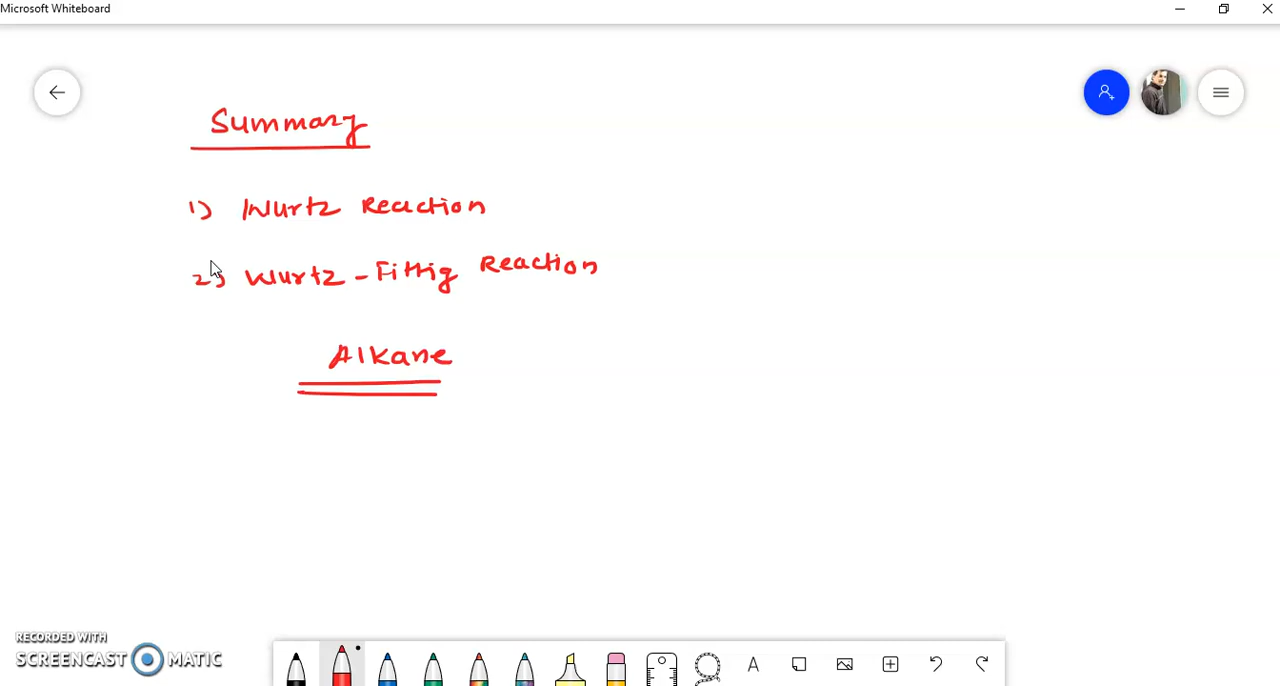 Microsoft Whiteboard
Summary
1) Wurtz Reaction
2) Wurtz - Fittig Reaction
Alkane
RECORDED WITH
SCREENCAST MATIC
A